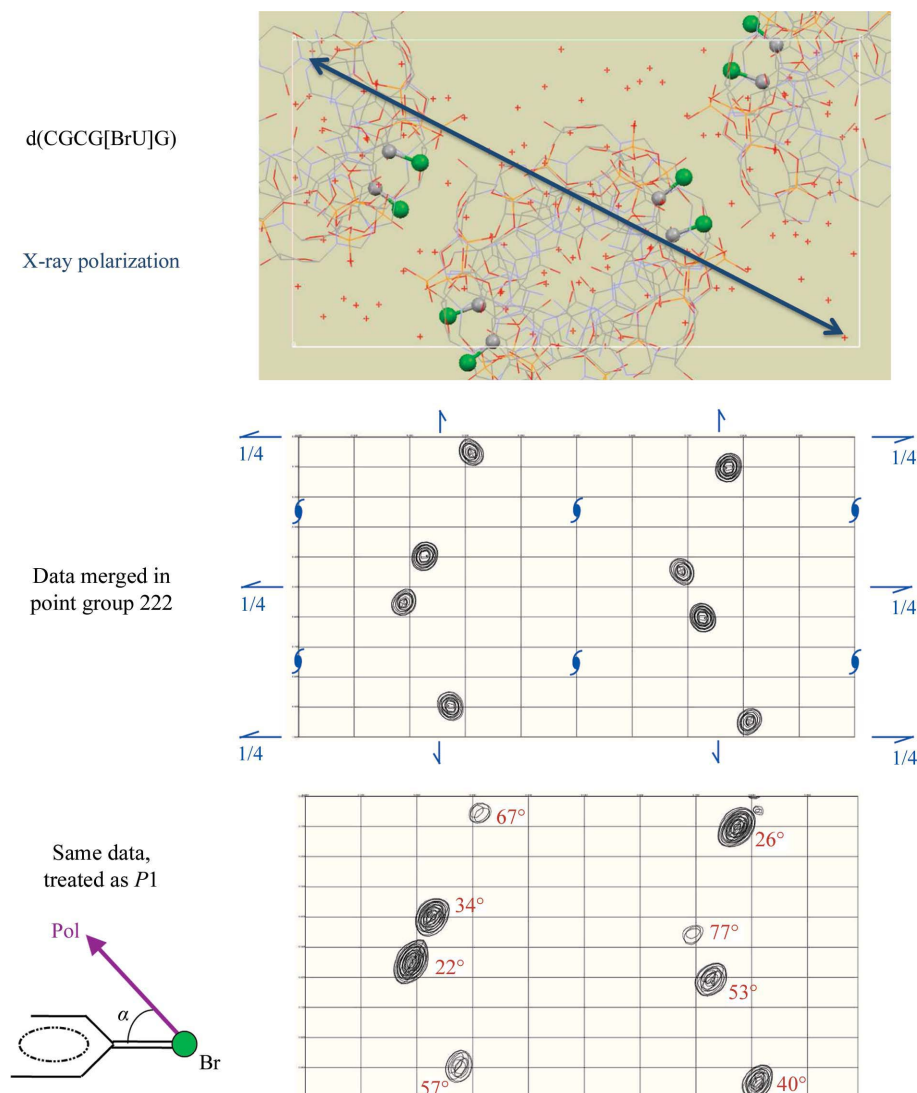 d(CGCG[BrU]G)
X-ray polarization
1/4
1/4
Data merged in
point group 222
1/4
1/4
1/4
1/4
Same data,
treated as P1
67°
26°
34°
77°
22°
53°
57°
40°
Pol
α
Br